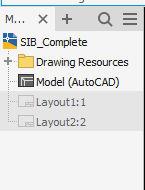 M...
SIB_Complete
Drawing Resources
Model (AutoCAD)
Layout1:1
Layout2:2